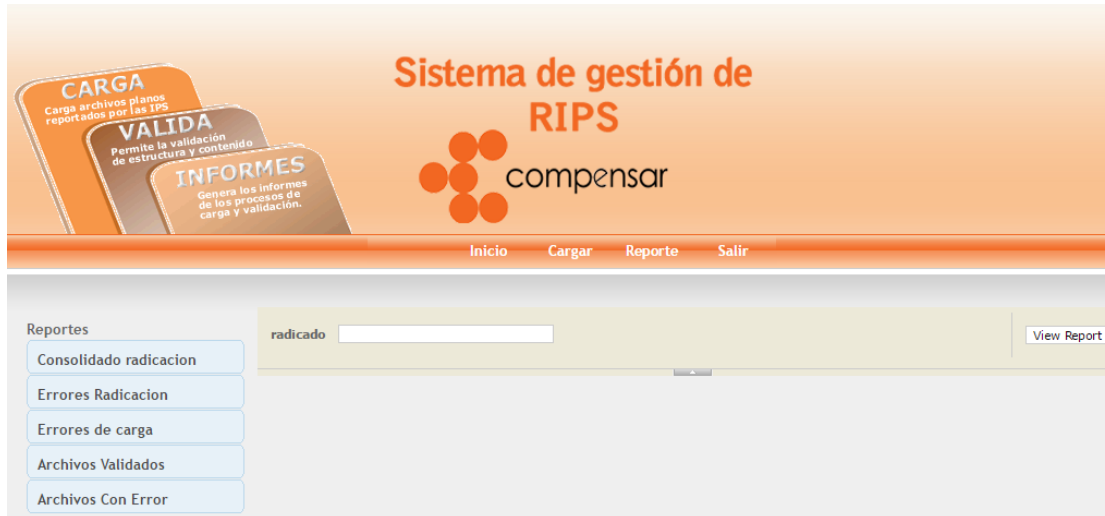 CARGA
Carga archivos planos
reportados por las IPS
VALIDA
Permite la validación
de estructura y contenido
INFORMES
Genera los informes
de los procesos de
carga y validación.
Sistema de gestión de
RIPS
compensar
Inicio Cargar Reporte Salir
Reportes
Consolidado radicacion
Errores Radicacion
Errores de carga
Archivos Validados
Archivos Con Error
radicado
View Report